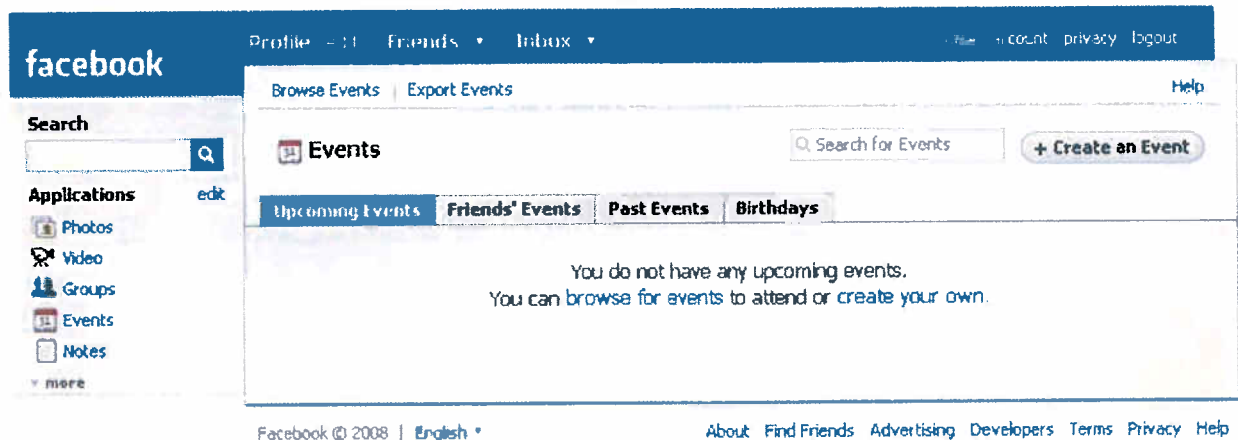 facebook
Profile Friends Inbox
privacy logout
Browse Events | Export Events Help
Search
Events
Search for Events
+ Create an Event
Applications edit
Upcoming Events Friends' Events Past Events Birthdays
Photos
Video
Groups
Events
Notes
more
You do not have any upcoming events.
You can browse for events to attend or create your own.
Facebook © 2008 | English
About Find Friends Advertising Developers Terms Privacy Help